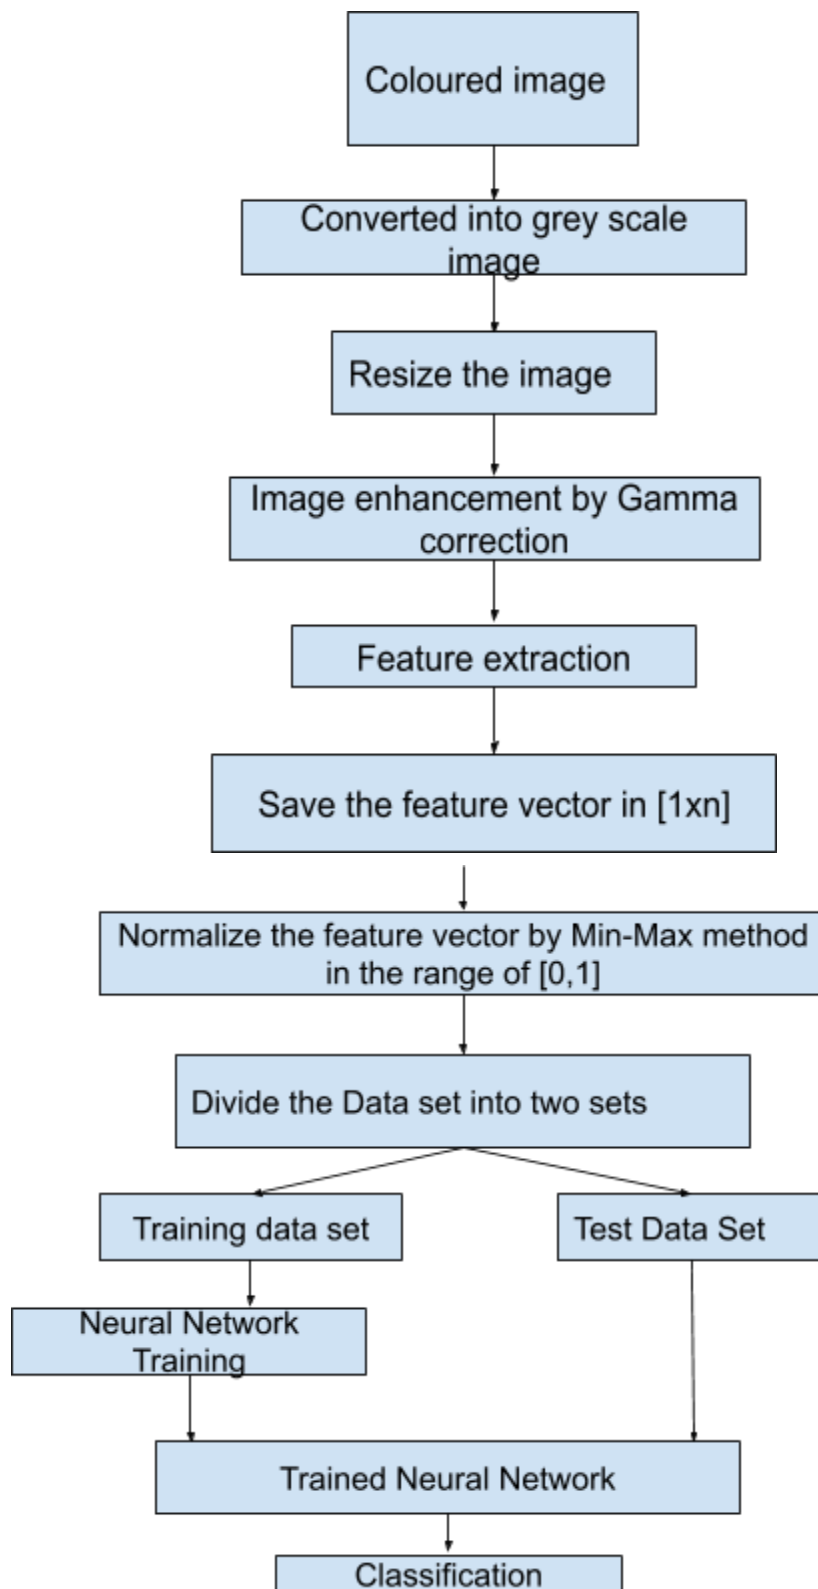 Coloured image
Converted into grey scale
image
Resize the image
Image enhancement by Gamma
correction
Feature extraction
Save the feature vector in [1xn]
Normalize the feature vector by Min-Max method
in the range of [0,1]
Divide the Data set into two sets
Training data set
Test Data Set
Neural Network
Training
Trained Neural Network
Classification